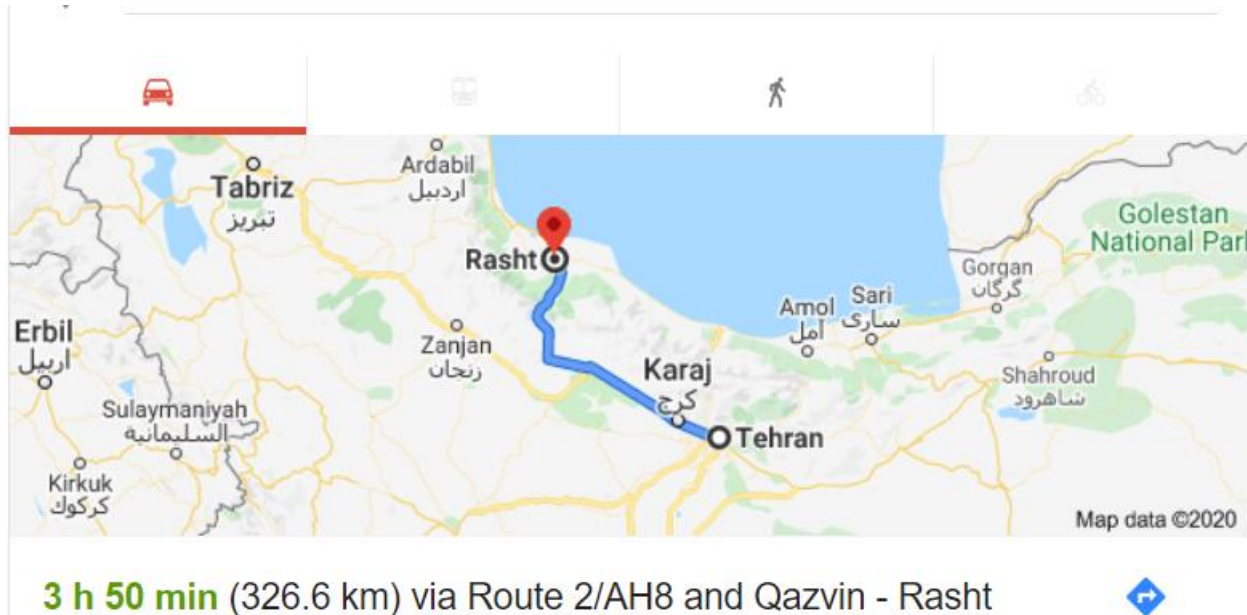 Ardabil
اردبیل
Tabriz
تبریز
Golestan
National Park
Rasht
Gorgan
گرگان
Amol
آمل
Sari
ساری
Erbil
اربيل
Zanjan
زنجان
Karaj
کرج
Shahroud
شاهرود
Sulaymaniyah
السليمانية
Tehran
Kirkuk
كركوك
Map data ©2020
3 h 50 min (326.6 km) via Route 2/AH8 and Qazvin - Rasht